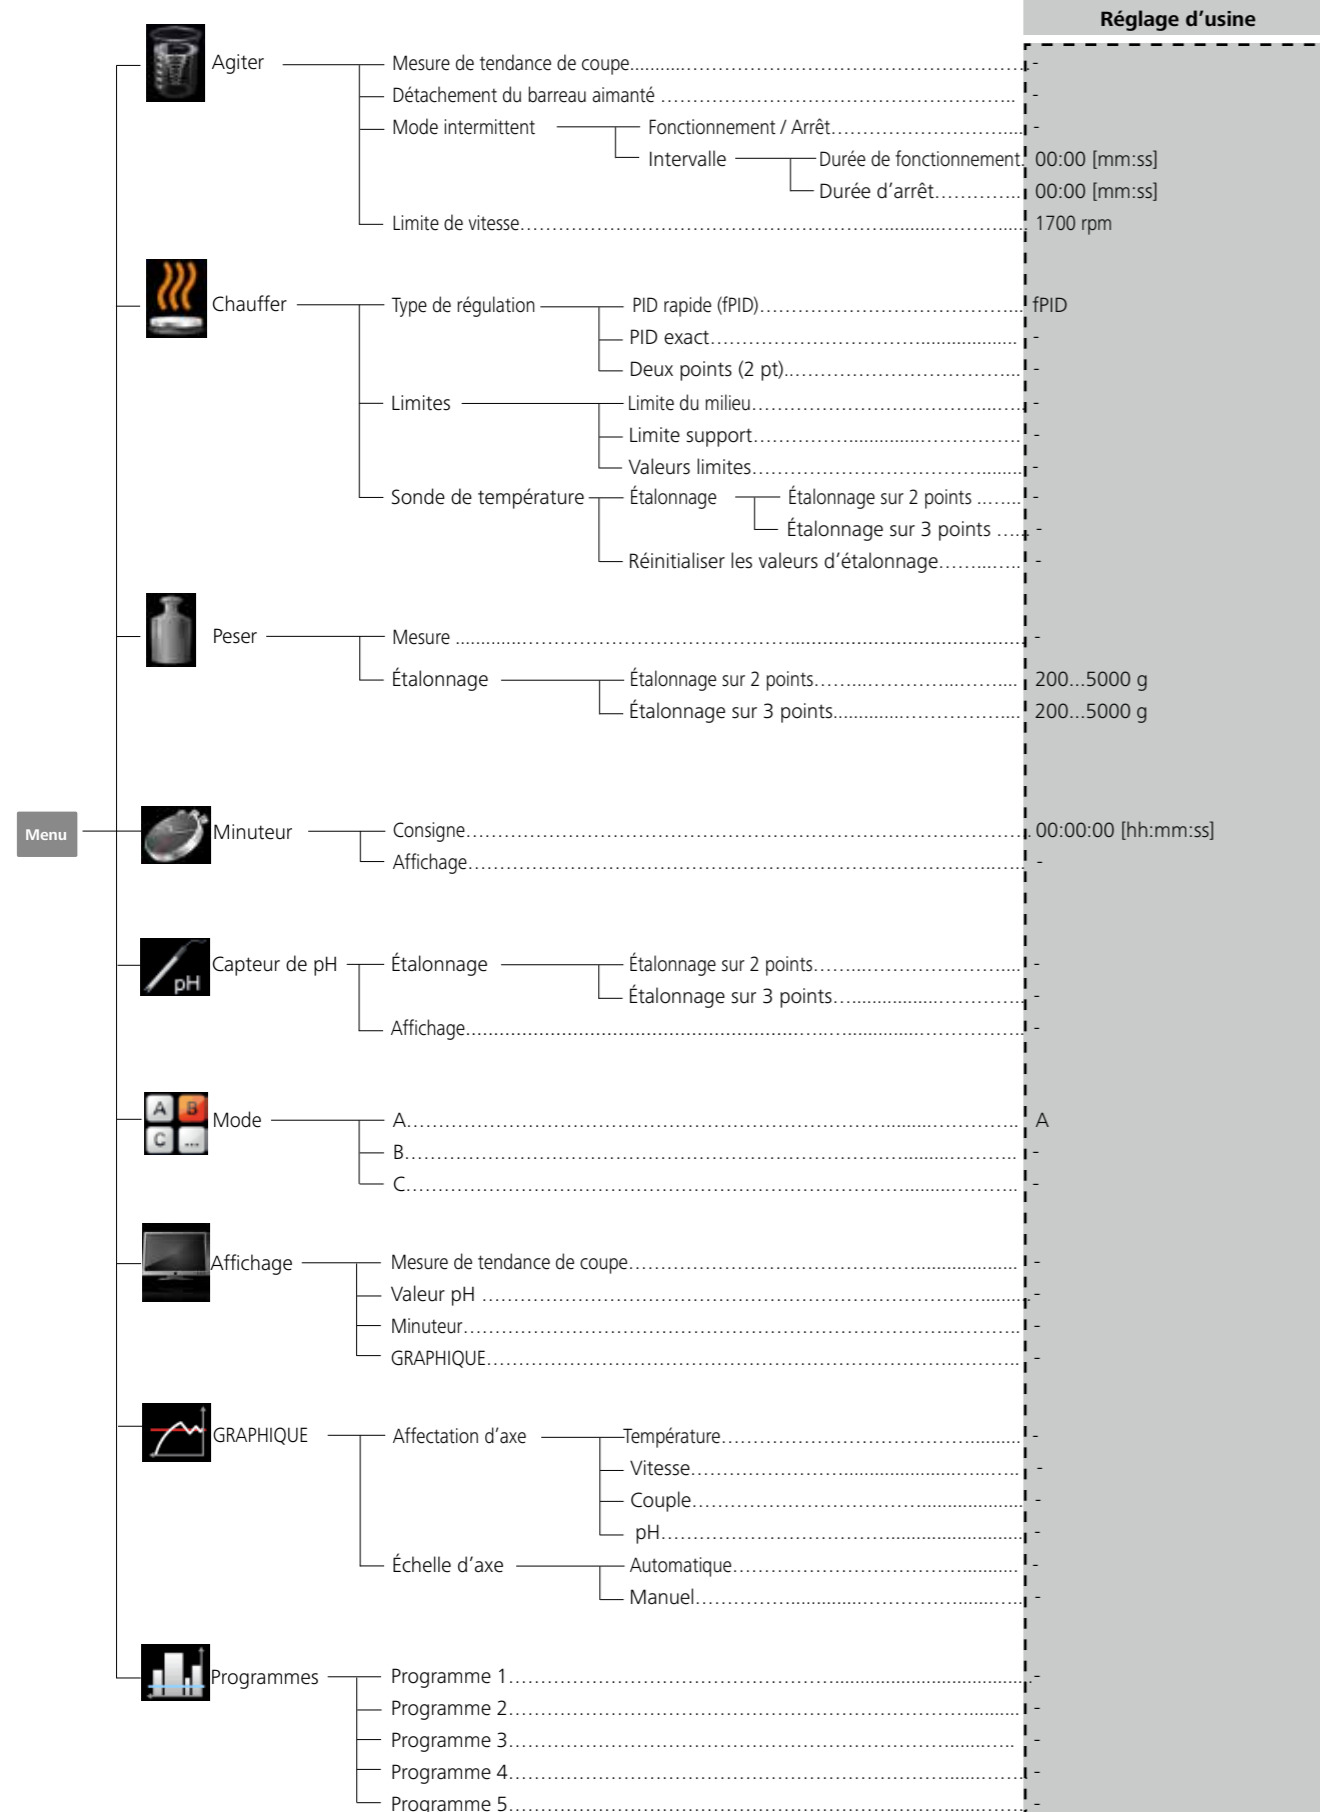 Réglage d'usine
Agiter Mesure de tendance de coupe -
Détachement du barreau aimanté -
Mode intermittent Fonctionnement / Arrêt -
Intervalle Durée de fonctionnement 00:00 [mm:ss]
Durée d'arrêt 00:00 [mm:ss]
Limite de vitesse 1700 rpm
Chauffer Type de régulation PID rapide (fPID) fPID
PID exact -
Deux points (2 pt) -
Limites Limite du milieu -
Limite support -
Valeurs limites -
Sonde de température Étalonnage Étalonnage sur 2 points -
Étalonnage sur 3 points -
Réinitialiser les valeurs d'étalonnage -
Peser Mesure -
Étalonnage Étalonnage sur 2 points 200...5000 g
Étalonnage sur 3 points 200...5000 g
Menu Minuteur Consigne 00:00:00 [hh:mm:ss]
Affichage -
pH Capteur de pH Étalonnage Étalonnage sur 2 points -
Étalonnage sur 3 points -
Affichage -
A B
C ...
Mode A A
B -
C -
Affichage Mesure de tendance de coupe -
Valeur pH -
Minuteur -
GRAPHIQUE -
GRAPHIQUE Affectation d'axe Température -
Vitesse -
Couple -
pH -
Échelle d'axe Automatique -
Manuel -
Programmes Programme 1 -
Programme 2 -
Programme 3 -
Programme 4 -
Programme 5 -